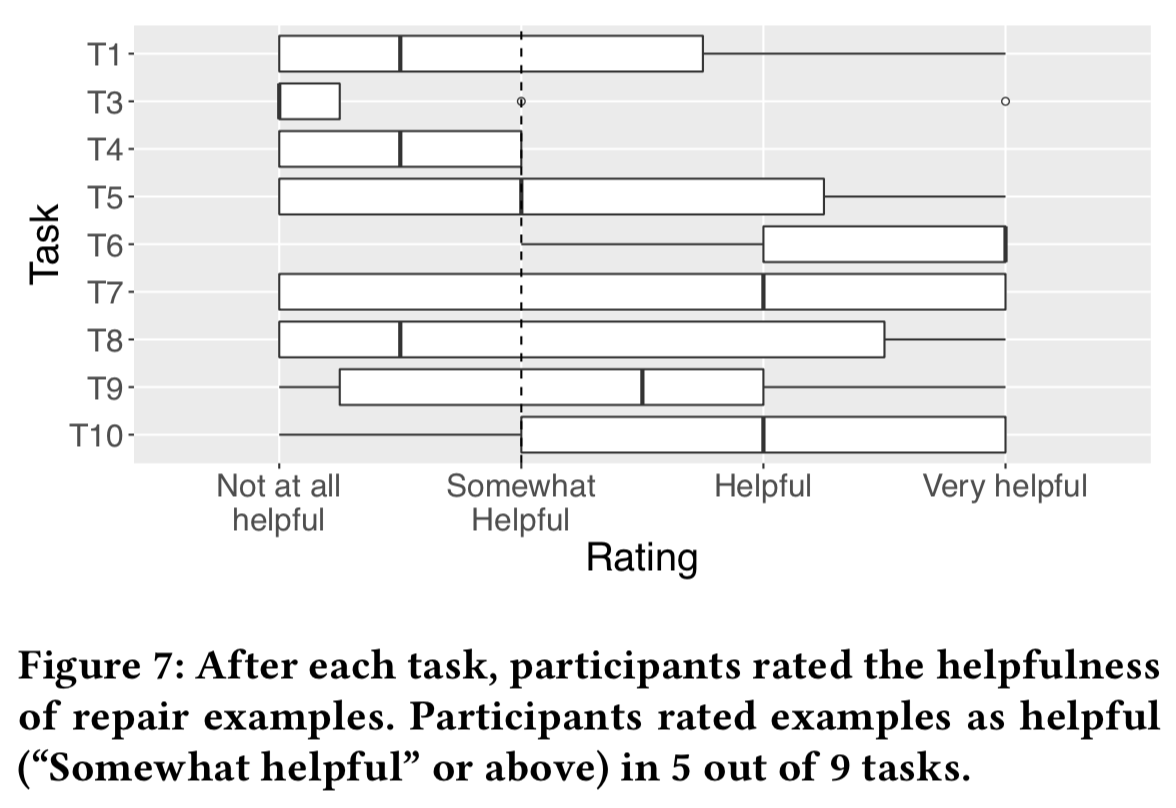 T1
T3
T4
T5
T6
T7
T8
T9
T10
Task
Not at all helpful
Somewhat Helpful
Helpful
Very helpful
Rating
Figure 7: After each task, participants rated the helpfulness
of repair examples. Participants rated examples as helpful
(“Somewhat helpful” or above) in 5 out of 9 tasks.